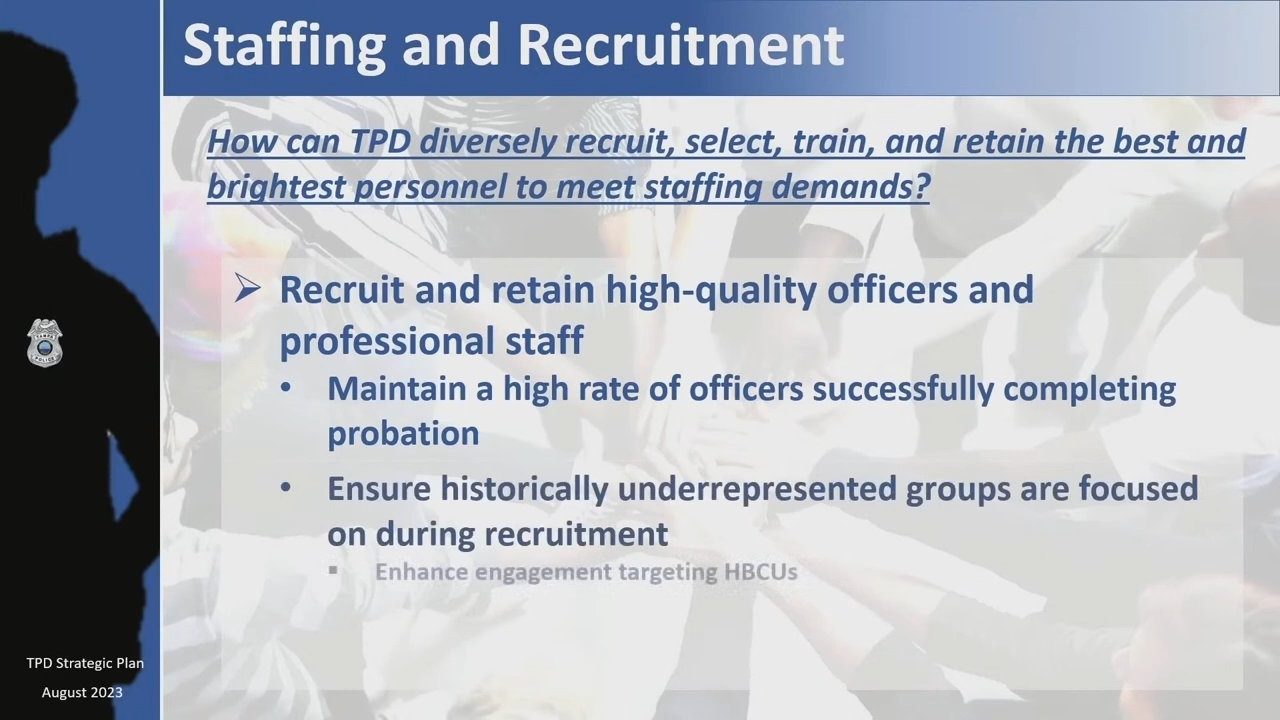 Staffing and Recruitment
How can TPD diversely recruit, select, train, and retain the best and
brightest personnel to meet staffing demands?
➢ Recruit and retain high-quality officers and
professional staff
• Maintain a high rate of officers successfully completing
probation
• Ensure historically underrepresented groups are focused
on during recruitment
▪ Enhance engagement targeting HBCUs
TAMPA
POLICE
TPD Strategic Plan
August 2023